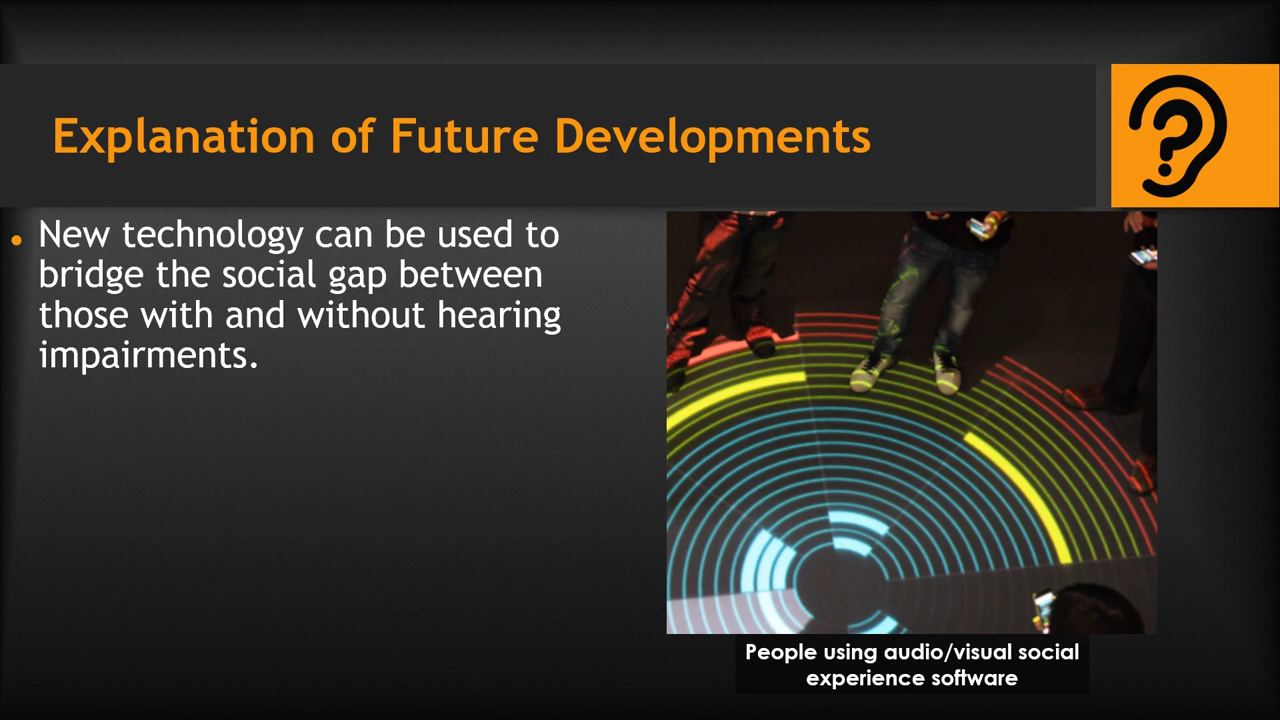 Explanation of Future Developments
• New technology can be used to
bridge the social gap between
those with and without hearing
impairments.
People using audio/visual social
experience software